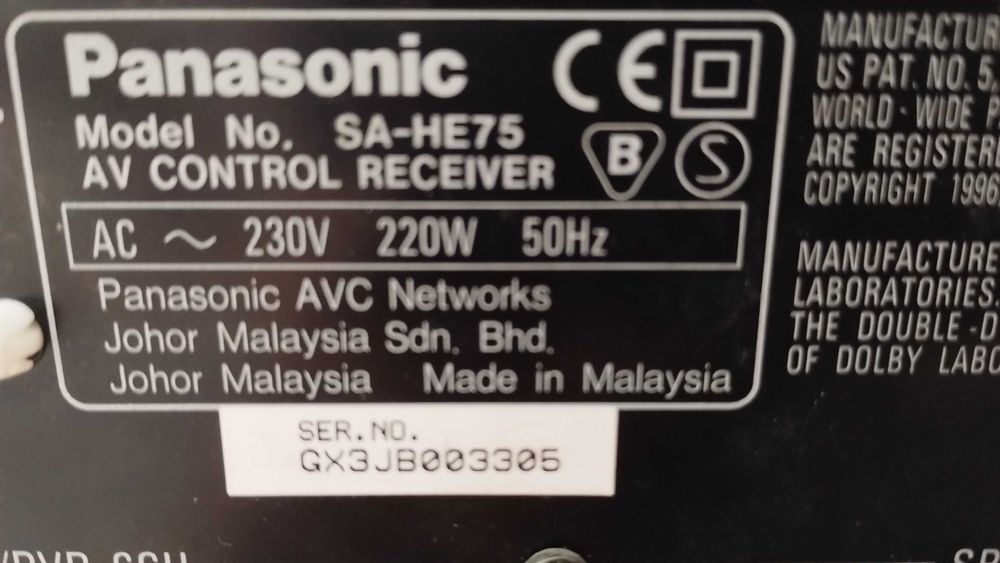 Panasonic
CE
Model No. SA-HE75
AV CONTROL RECEIVER
B
S
AC ~ 230V 220W 50Hz
Panasonic AVC Networks
Johor Malaysia Sdn. Bhd.
Johor Malaysia Made in Malaysia
SER.NO.
GX3JB003305
MANUFACTUR
US PAT. NO. 5,
WORLD-WIDE P
ARE REGISTER
COPYRIGHT 1996
MANUFACTURE
LABORATORIES.
THE DOUBLE-D
OF DOLBY LABO